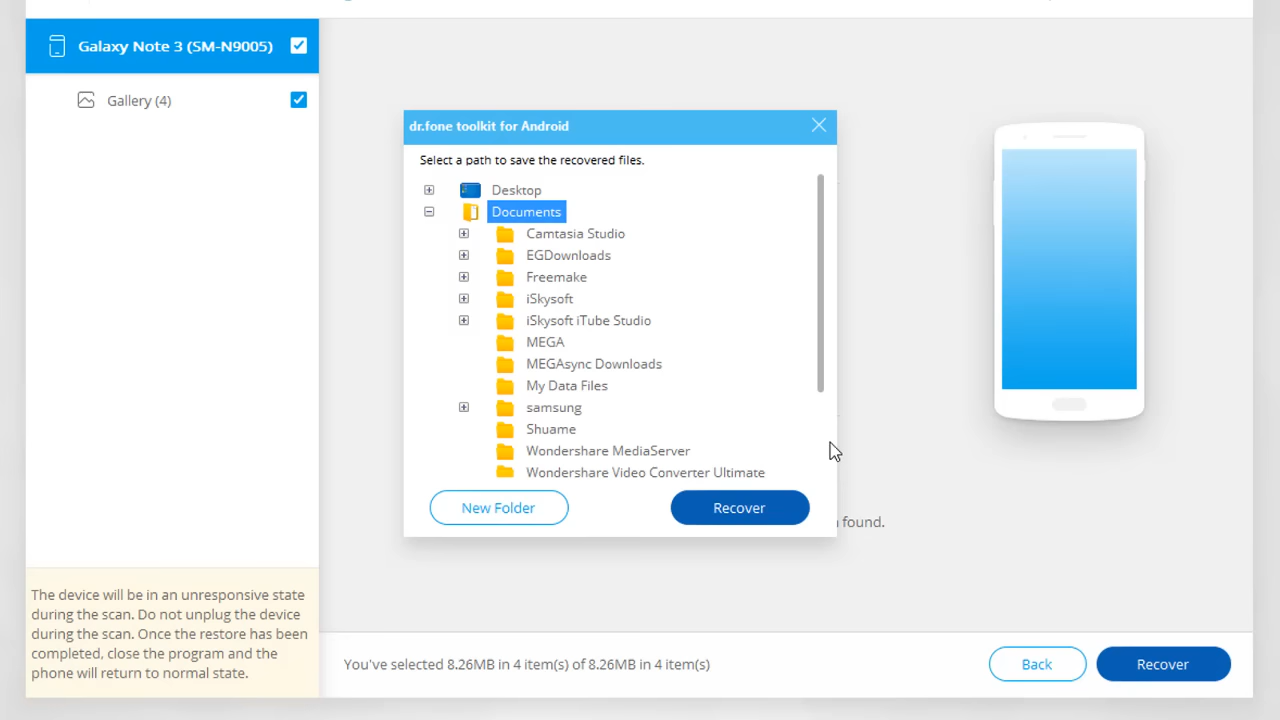 Galaxy Note 3 (SM-N9005)
Gallery (4)
dr.fone toolkit for Android
Select a path to save the recovered files.
Desktop
Documents
Camtasia Studio
EGDownloads
Freemake
iSkysoft
iSkysoft iTube Studio
MEGA
MEGAsync Downloads
My Data Files
samsung
Shuame
Wondershare MediaServer
Wondershare Video Converter Ultimate
New Folder
Recover
found.
The device will be in an unresponsive state
during the scan. Do not unplug the device
during the scan. Once the restore has been
completed, close the program and the
phone will return to normal state.
You've selected 8.26MB in 4 item(s) of 8.26MB in 4 item(s)
Back
Recover